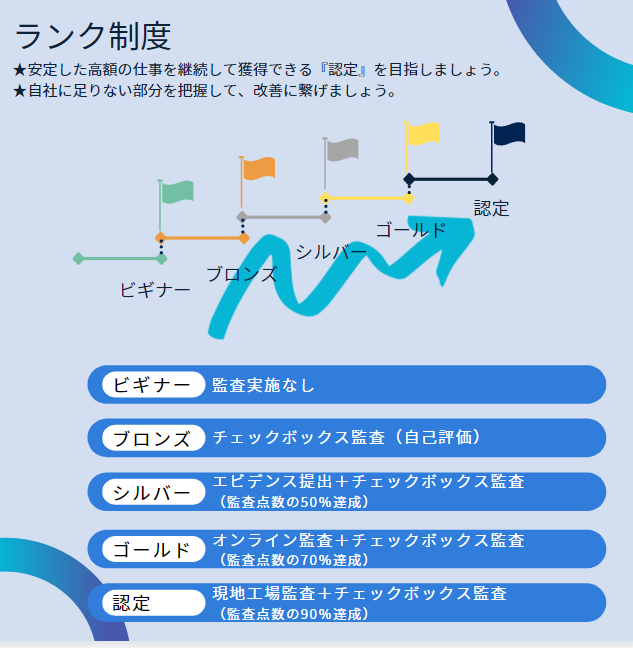 ランク制度
★安定した高額の仕事を継続して獲得できる『認定』を目指しましょう。
★自社に足りない部分を把握して、改善に繋げましょう。
認定
ゴールド
シルバー
ブロンズ
ビギナー
ビギナー 監査実施なし
ブロンズ チェックボックス監査（自己評価）
シルバー エビデンス提出＋チェックボックス監査
（監査点数の50%達成）
ゴールド オンライン監査＋チェックボックス監査
（監査点数の70%達成）
認定 現地工場監査＋チェックボックス監査
（監査点数の90%達成）